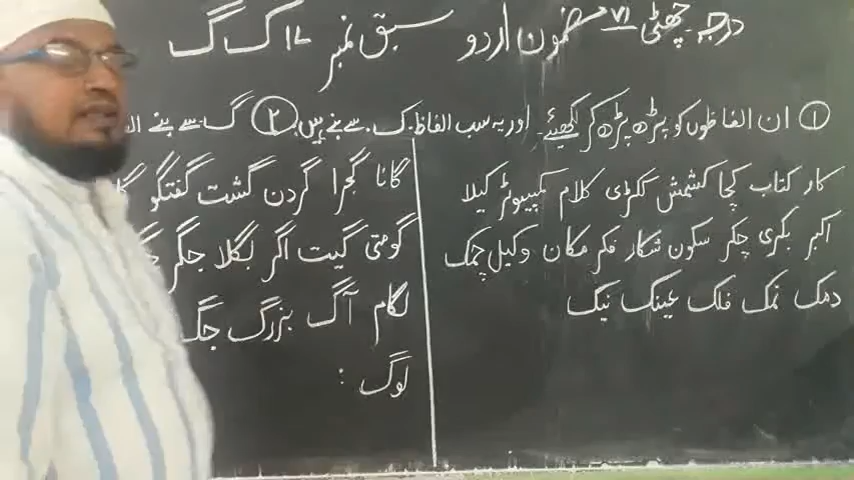 درجہ چھٹی VI مضمون اردو سبق نمبر ۱۷ ک گ
① ان الفاظوں کو پڑھ پڑھ کر لکھیئے۔ اور یہ سب الفاظ ک سے بنے ہیں۔
کار کتاب کچا کشمش ککڑی کلام کمپیوٹر کیلا
اکبر بکری چکر سکون شکار فکر مکان وکیل چمک
دمک نمک فلک عینک نیک
② گ سے بنے
گانا گجرا گردن گشت گفتگو
گومتی گیت اگر بگلا جگر
لگام آگ بزرگ جگ
لوگ :